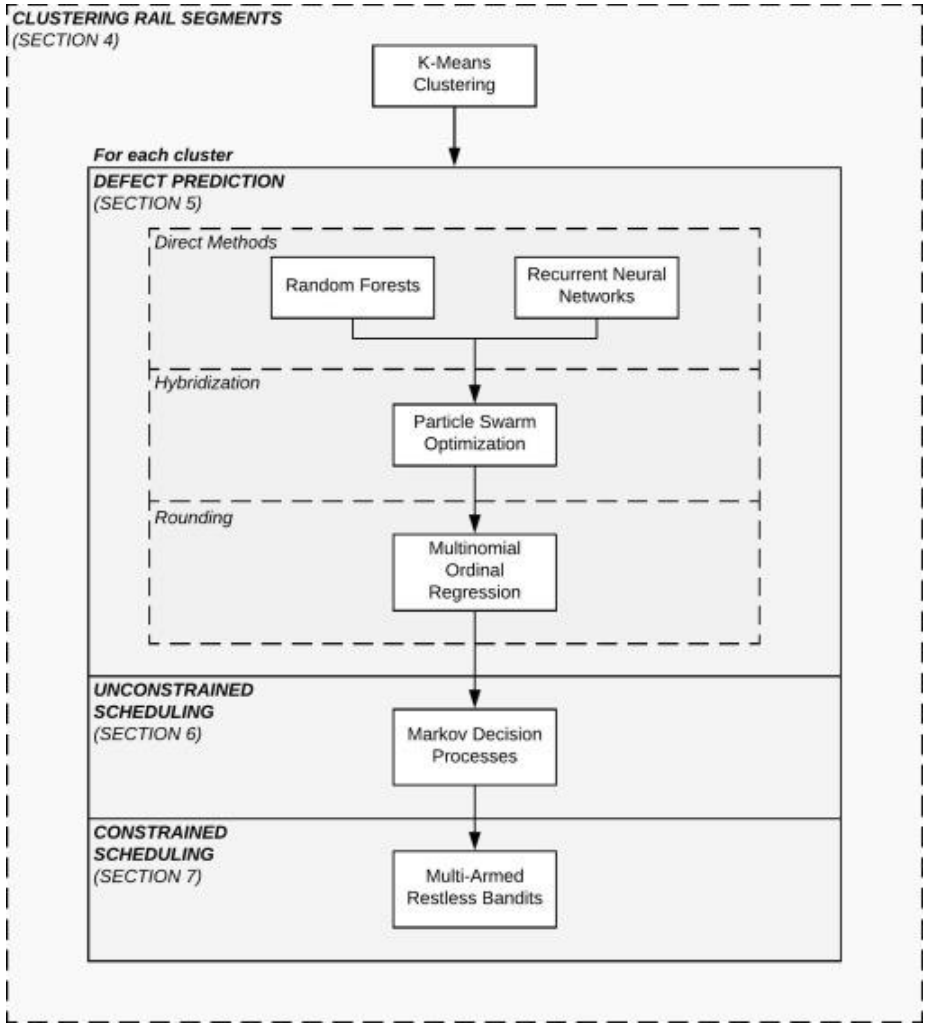 CLUSTERING RAIL SEGMENTS
(SECTION 4)
K-Means
Clustering
For each cluster
DEFECT PREDICTION
(SECTION 5)
Direct Methods
Random Forests
Recurrent Neural
Networks
Hybridization
Particle Swarm
Optimization
Rounding
Multinomial
Ordinal
Regression
UNCONSTRAINED
SCHEDULING
(SECTION 6)
Markov Decision
Processes
CONSTRAINED
SCHEDULING
(SECTION 7)
Multi-Armed
Restless Bandits